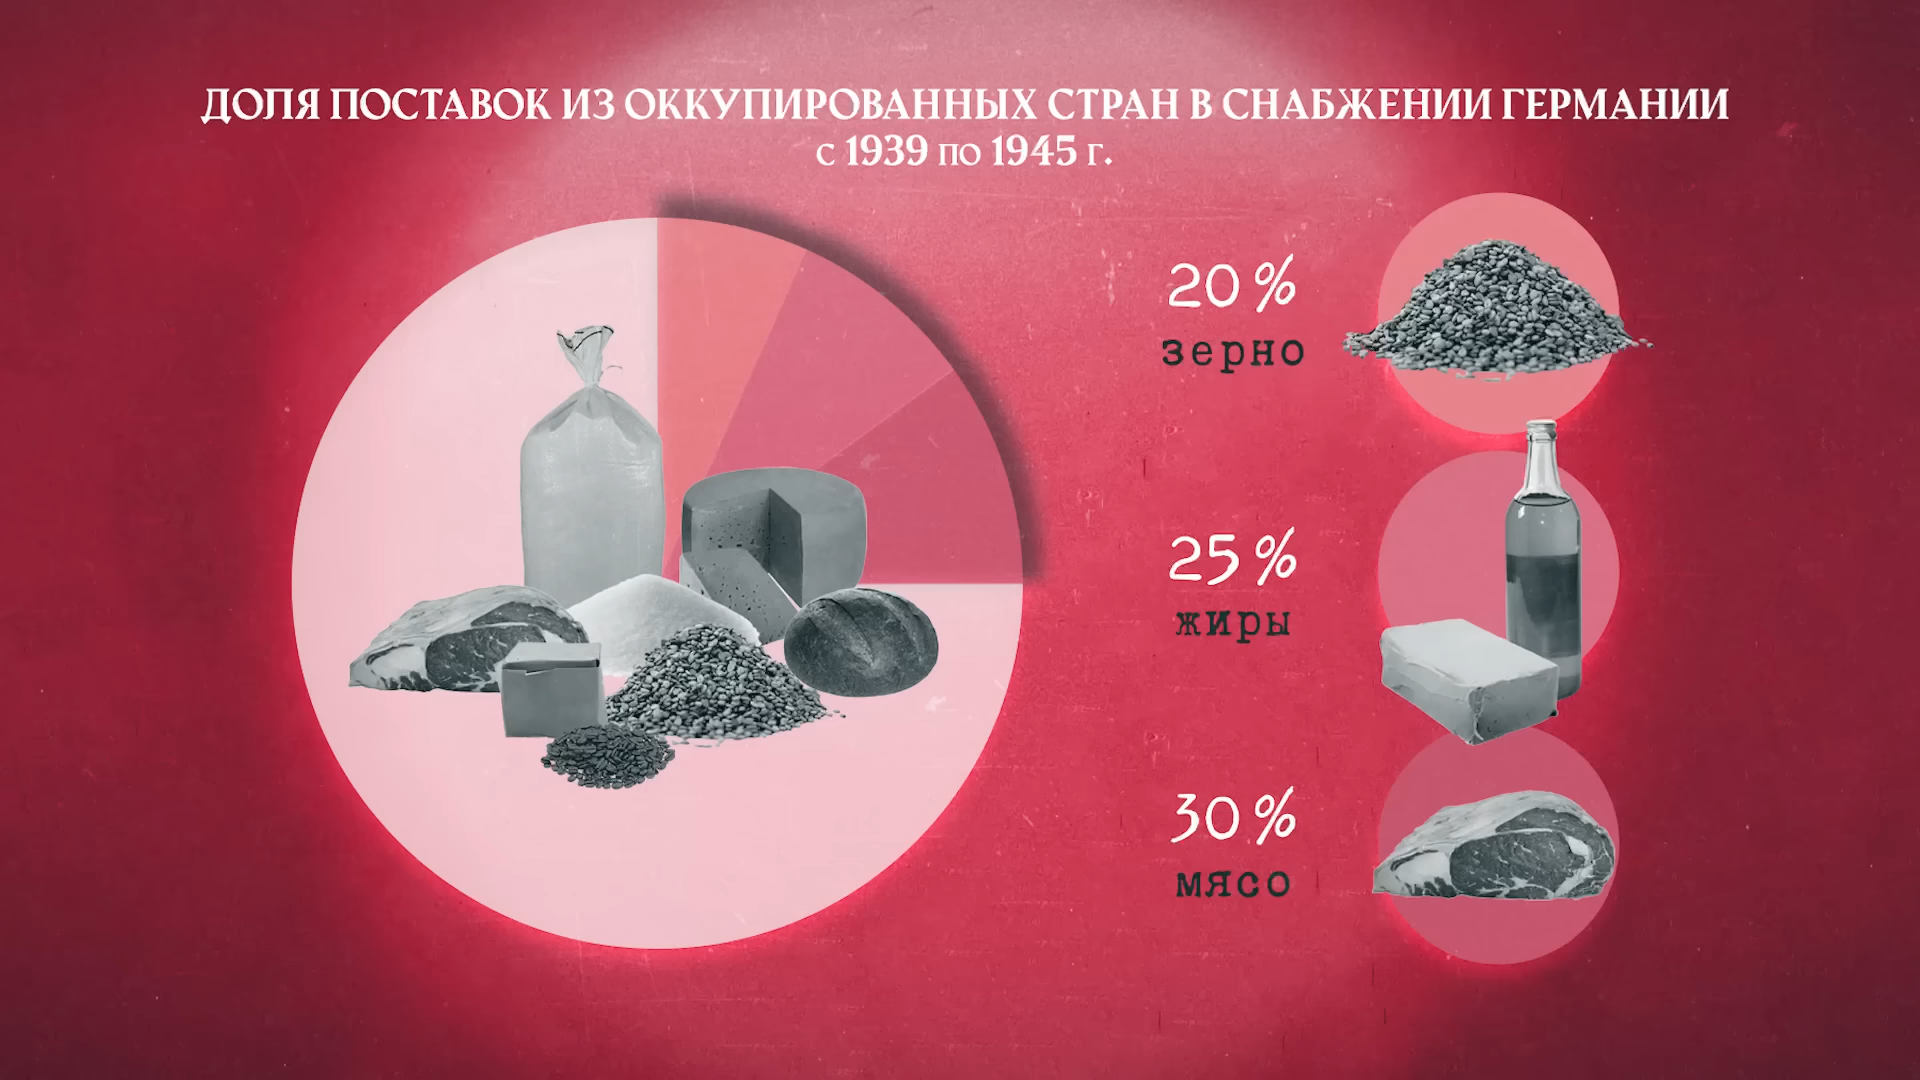 ДОЛЯ ПОСТАВОК ИЗ ОККУПИРОВАННЫХ СТРАН В СНАБЖЕНИИ ГЕРМАНИИ
С 1939 ПО 1945 Г.
20 %
зерно
25 %
жиры
30 %
мясо